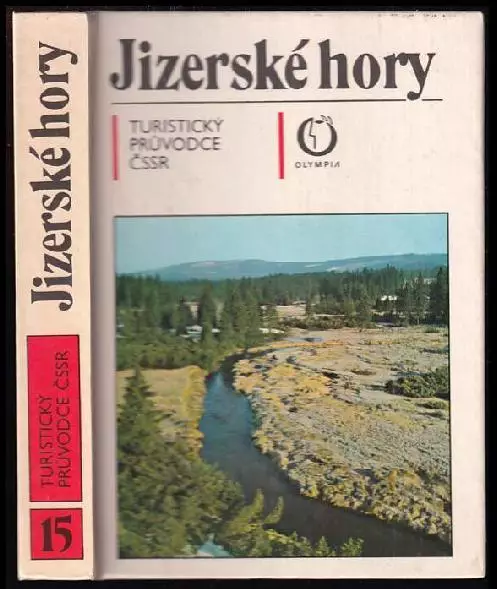 Jizerské hory
TURISTICKÝ
PRŮVODCE
ČSSR
OLYMPIA
Jizerské hory
TURISTICKÝ
PRŮVODCE ČSSR
15